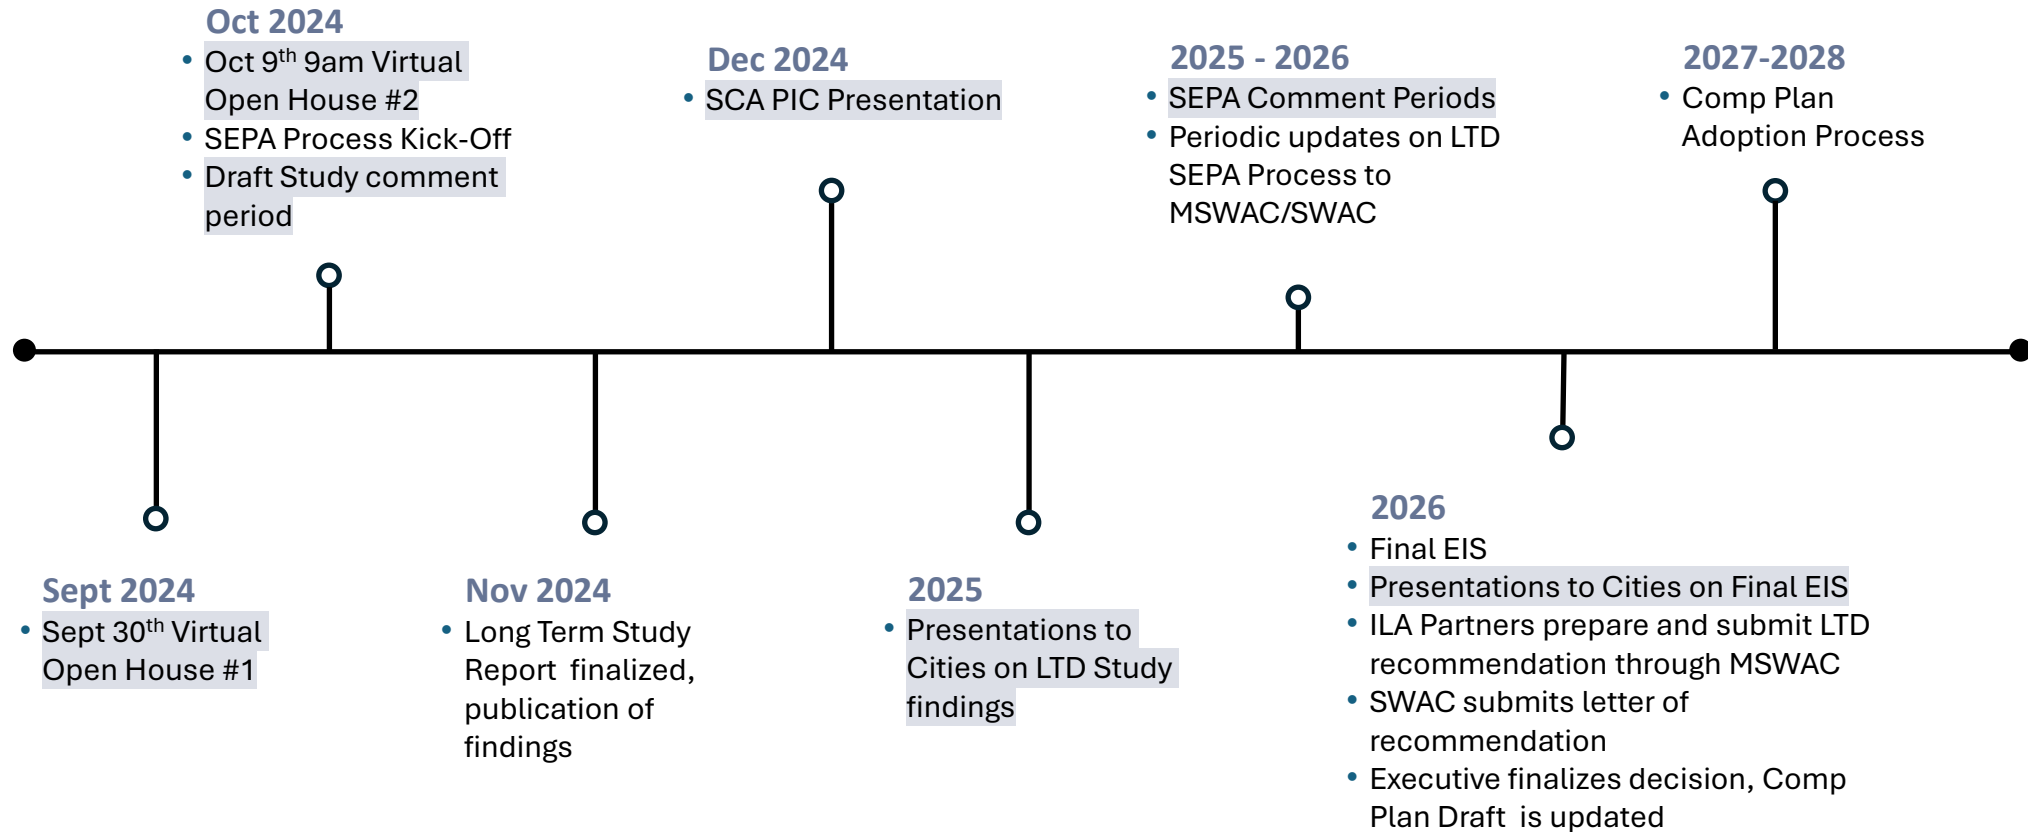 Oct 2024
• Oct 9th 9am Virtual
Open House #2
• SEPA Process Kick-Off
• Draft Study comment
period
Dec 2024
• SCA PIC Presentation
2025 - 2026
• SEPA Comment Periods
• Periodic updates on LTD
SEPA Process to
MSWAC/SWAC
2027-2028
• Comp Plan
Adoption Process
Sept 2024
• Sept 30th Virtual
Open House #1
Nov 2024
• Long Term Study
Report finalized,
publication of
findings
2025
• Presentations to
Cities on LTD Study
findings
2026
• Final EIS
• Presentations to Cities on Final EIS
• ILA Partners prepare and submit LTD
recommendation through MSWAC
• SWAC submits letter of
recommendation
• Executive finalizes decision, Comp
Plan Draft is updated